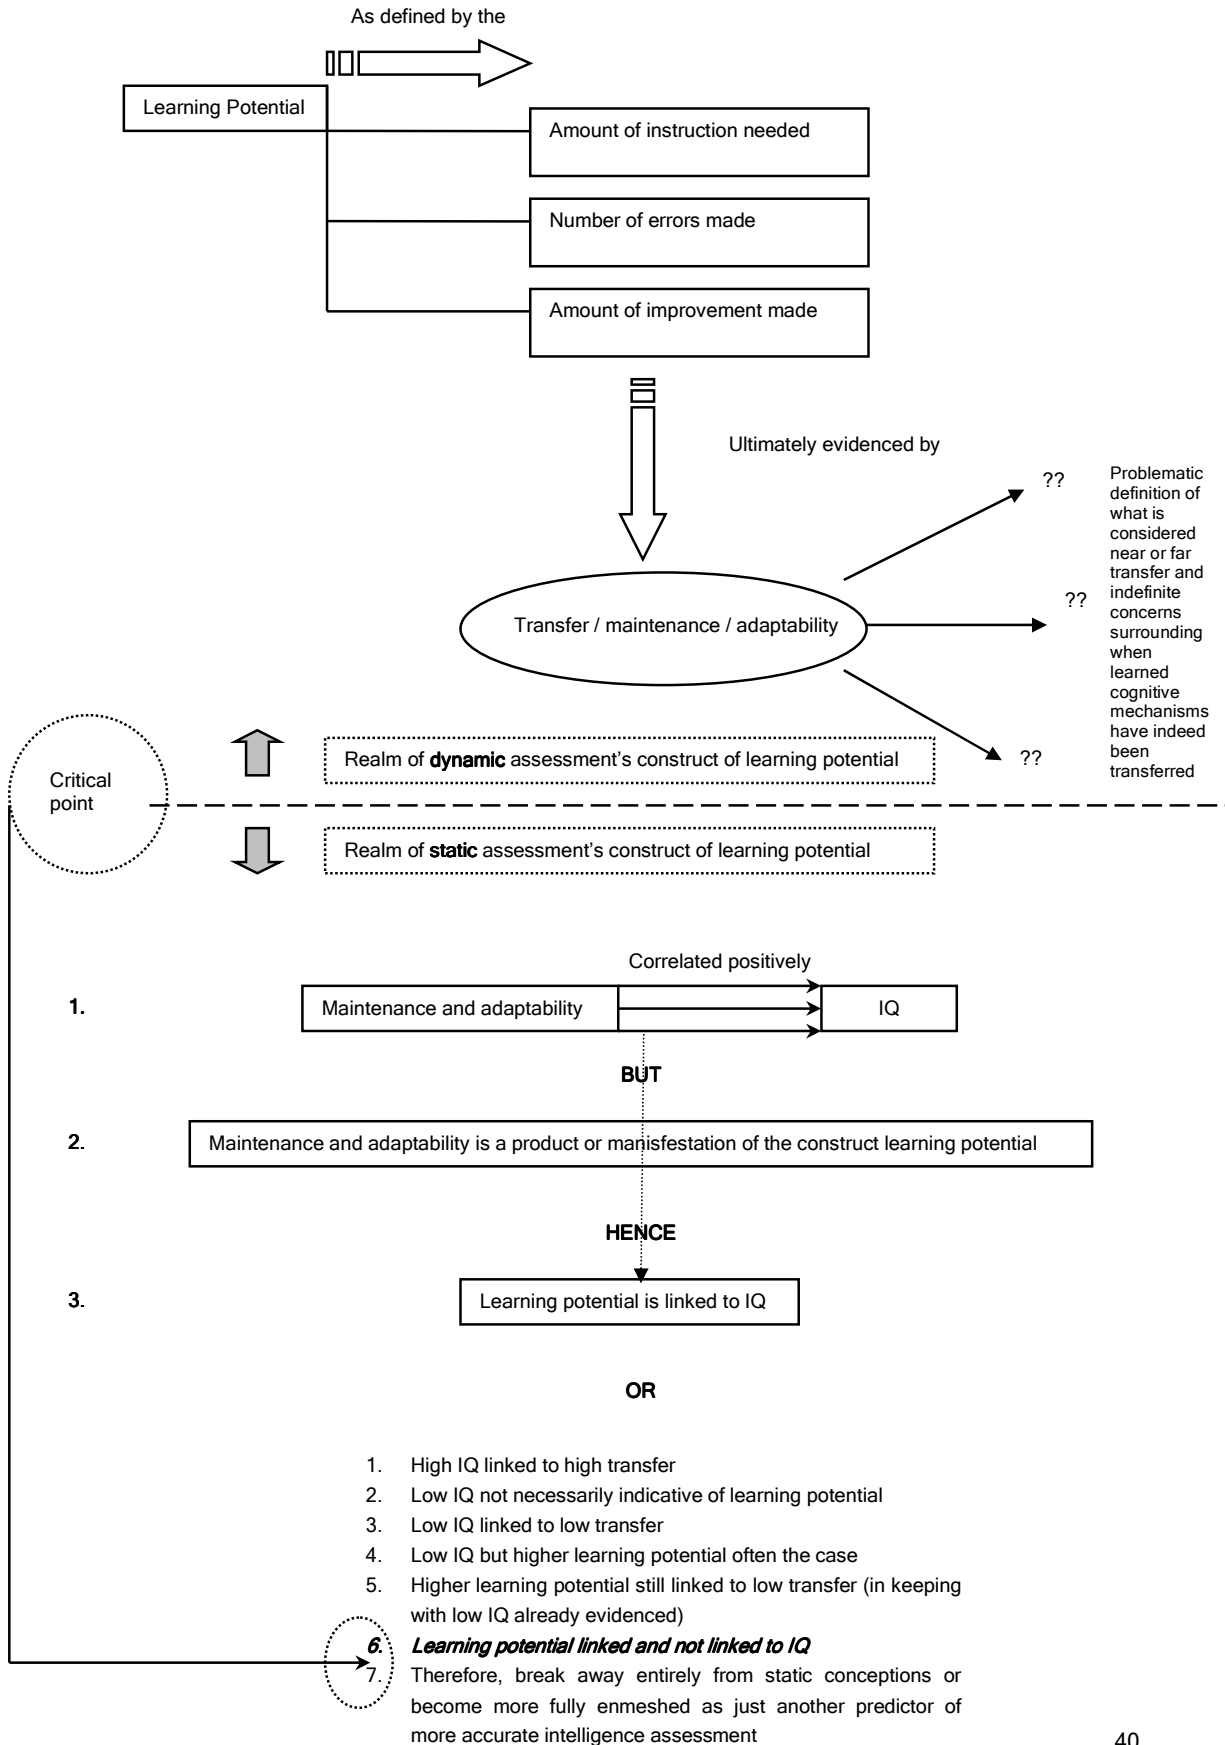 As defined by the
Learning Potential
Amount of instruction needed
Number of errors made
Amount of improvement made
Ultimately evidenced by
??
??
??
Problematic
definition of
what is
considered
near or far
transfer and
indefinite
concerns
surrounding
when
learned
cognitive
mechanisms
have indeed
been
transferred
Transfer / maintenance / adaptability
Critical
point
Realm of dynamic assessment's construct of learning potential
Realm of static assessment's construct of learning potential
Correlated positively
1.
Maintenance and adaptability
IQ
BUT
2.
Maintenance and adaptability is a product or manisfestation of the construct learning potential
HENCE
3.
Learning potential is linked to IQ
OR
1. High IQ linked to high transfer
2. Low IQ not necessarily indicative of learning potential
3. Low IQ linked to low transfer
4. Low IQ but higher learning potential often the case
5. Higher learning potential still linked to low transfer (in keeping
with low IQ already evidenced)
6. Learning potential linked and not linked to IQ
7. Therefore, break away entirely from static conceptions or
become more fully enmeshed as just another predictor of
more accurate intelligence assessment
40